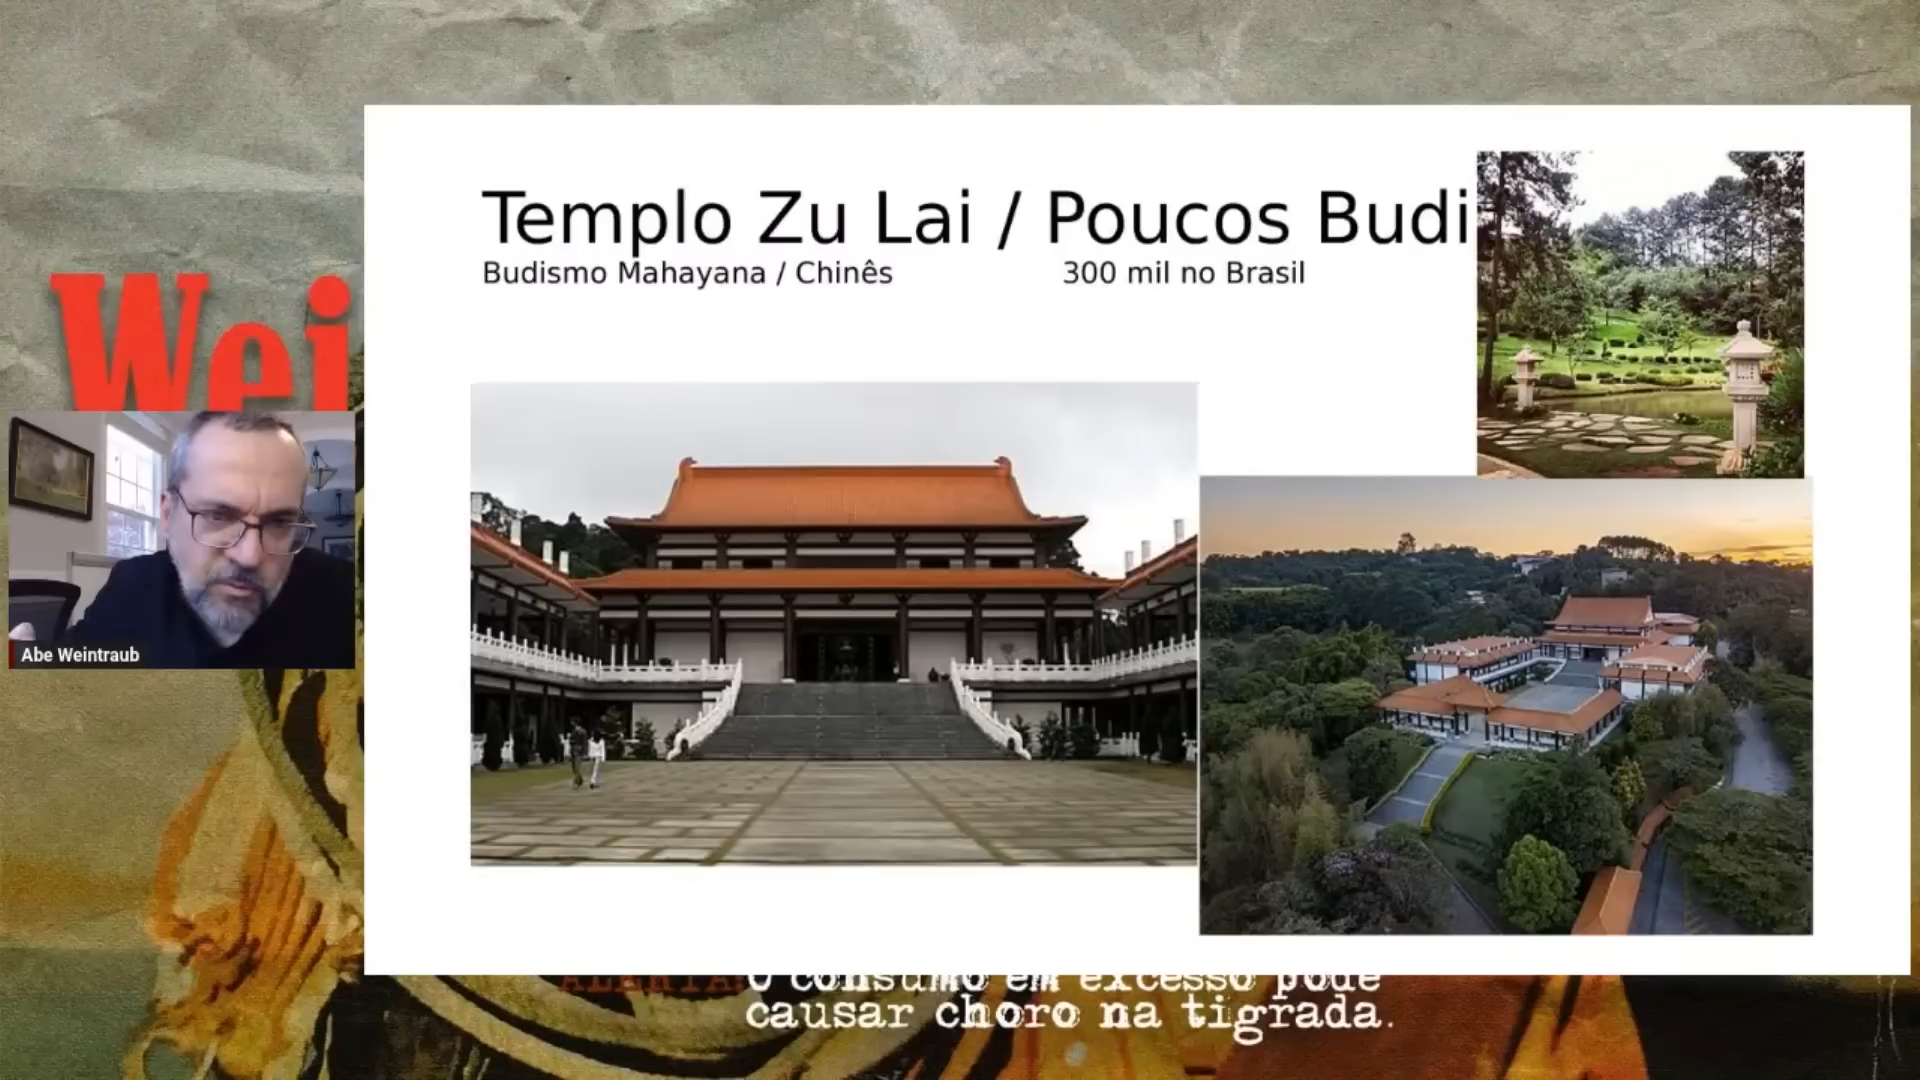 Templo Zu Lai / Poucos Budi
Budismo Mahayana / Chinês 300 mil no Brasil
Wei
Abe Weintraub
ALERTA: O consumo em excesso pode
causar choro na tigrada.